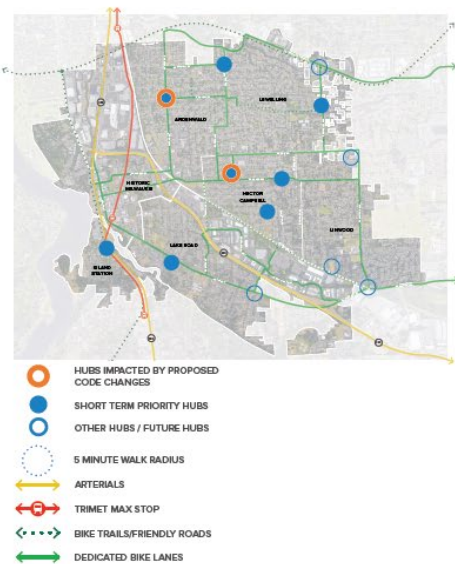 LEWELLING
ARDENWALD
HISTORIC
MILWAUKIE
HECTOR
CAMPBELL
LINWOOD
LAKE ROAD
ISLAND
STATION
HUBS IMPACTED BY PROPOSED
CODE CHANGES
SHORT TERM PRIORITY HUBS
OTHER HUBS / FUTURE HUBS
5 MINUTE WALK RADIUS
ARTERIALS
TRIMET MAX STOP
BIKE TRAILS/FRIENDLY ROADS
DEDICATED BIKE LANES